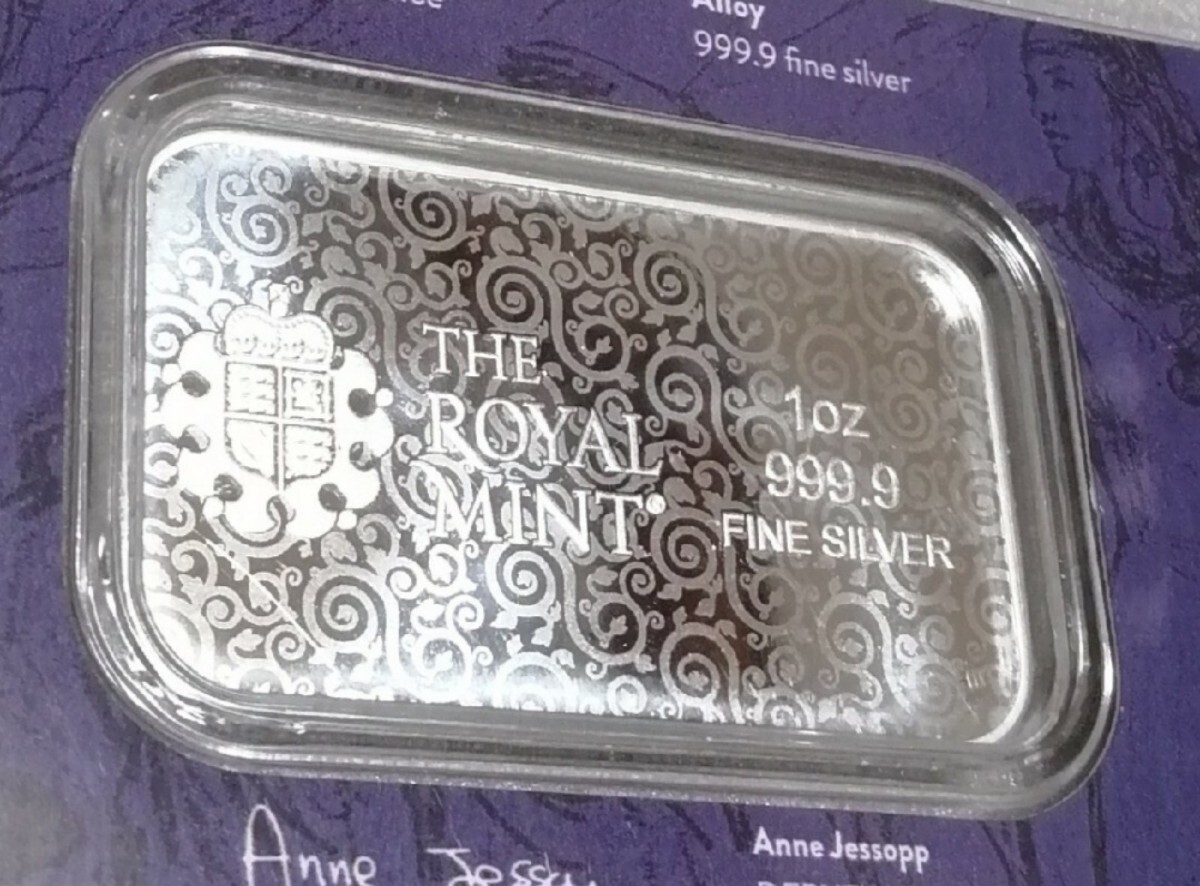 Alloy
999.9 fine silver
THE
ROYAL
MINT®
1oz
999.9
FINE SILVER
Anne
Anne Jessopp